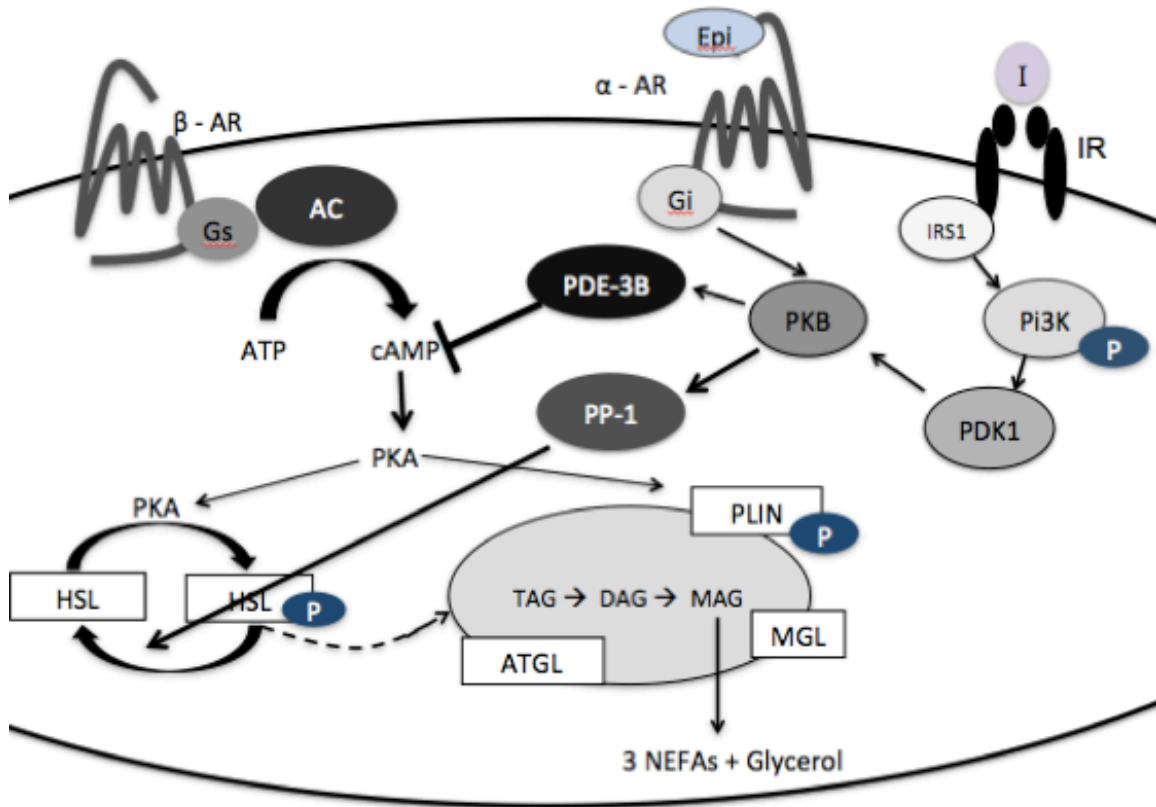 Epi
I
α - AR
β - AR
IR
Gi
AC
Gs
IRS1
PDE-3B
PKB
Pi3K
P
ATP
cAMP
PP-1
PDK1
PKA
PKA
PLIN
P
HSL
HSL
P
TAG → DAG → MAG
MGL
ATGL
3 NEFAs + Glycerol